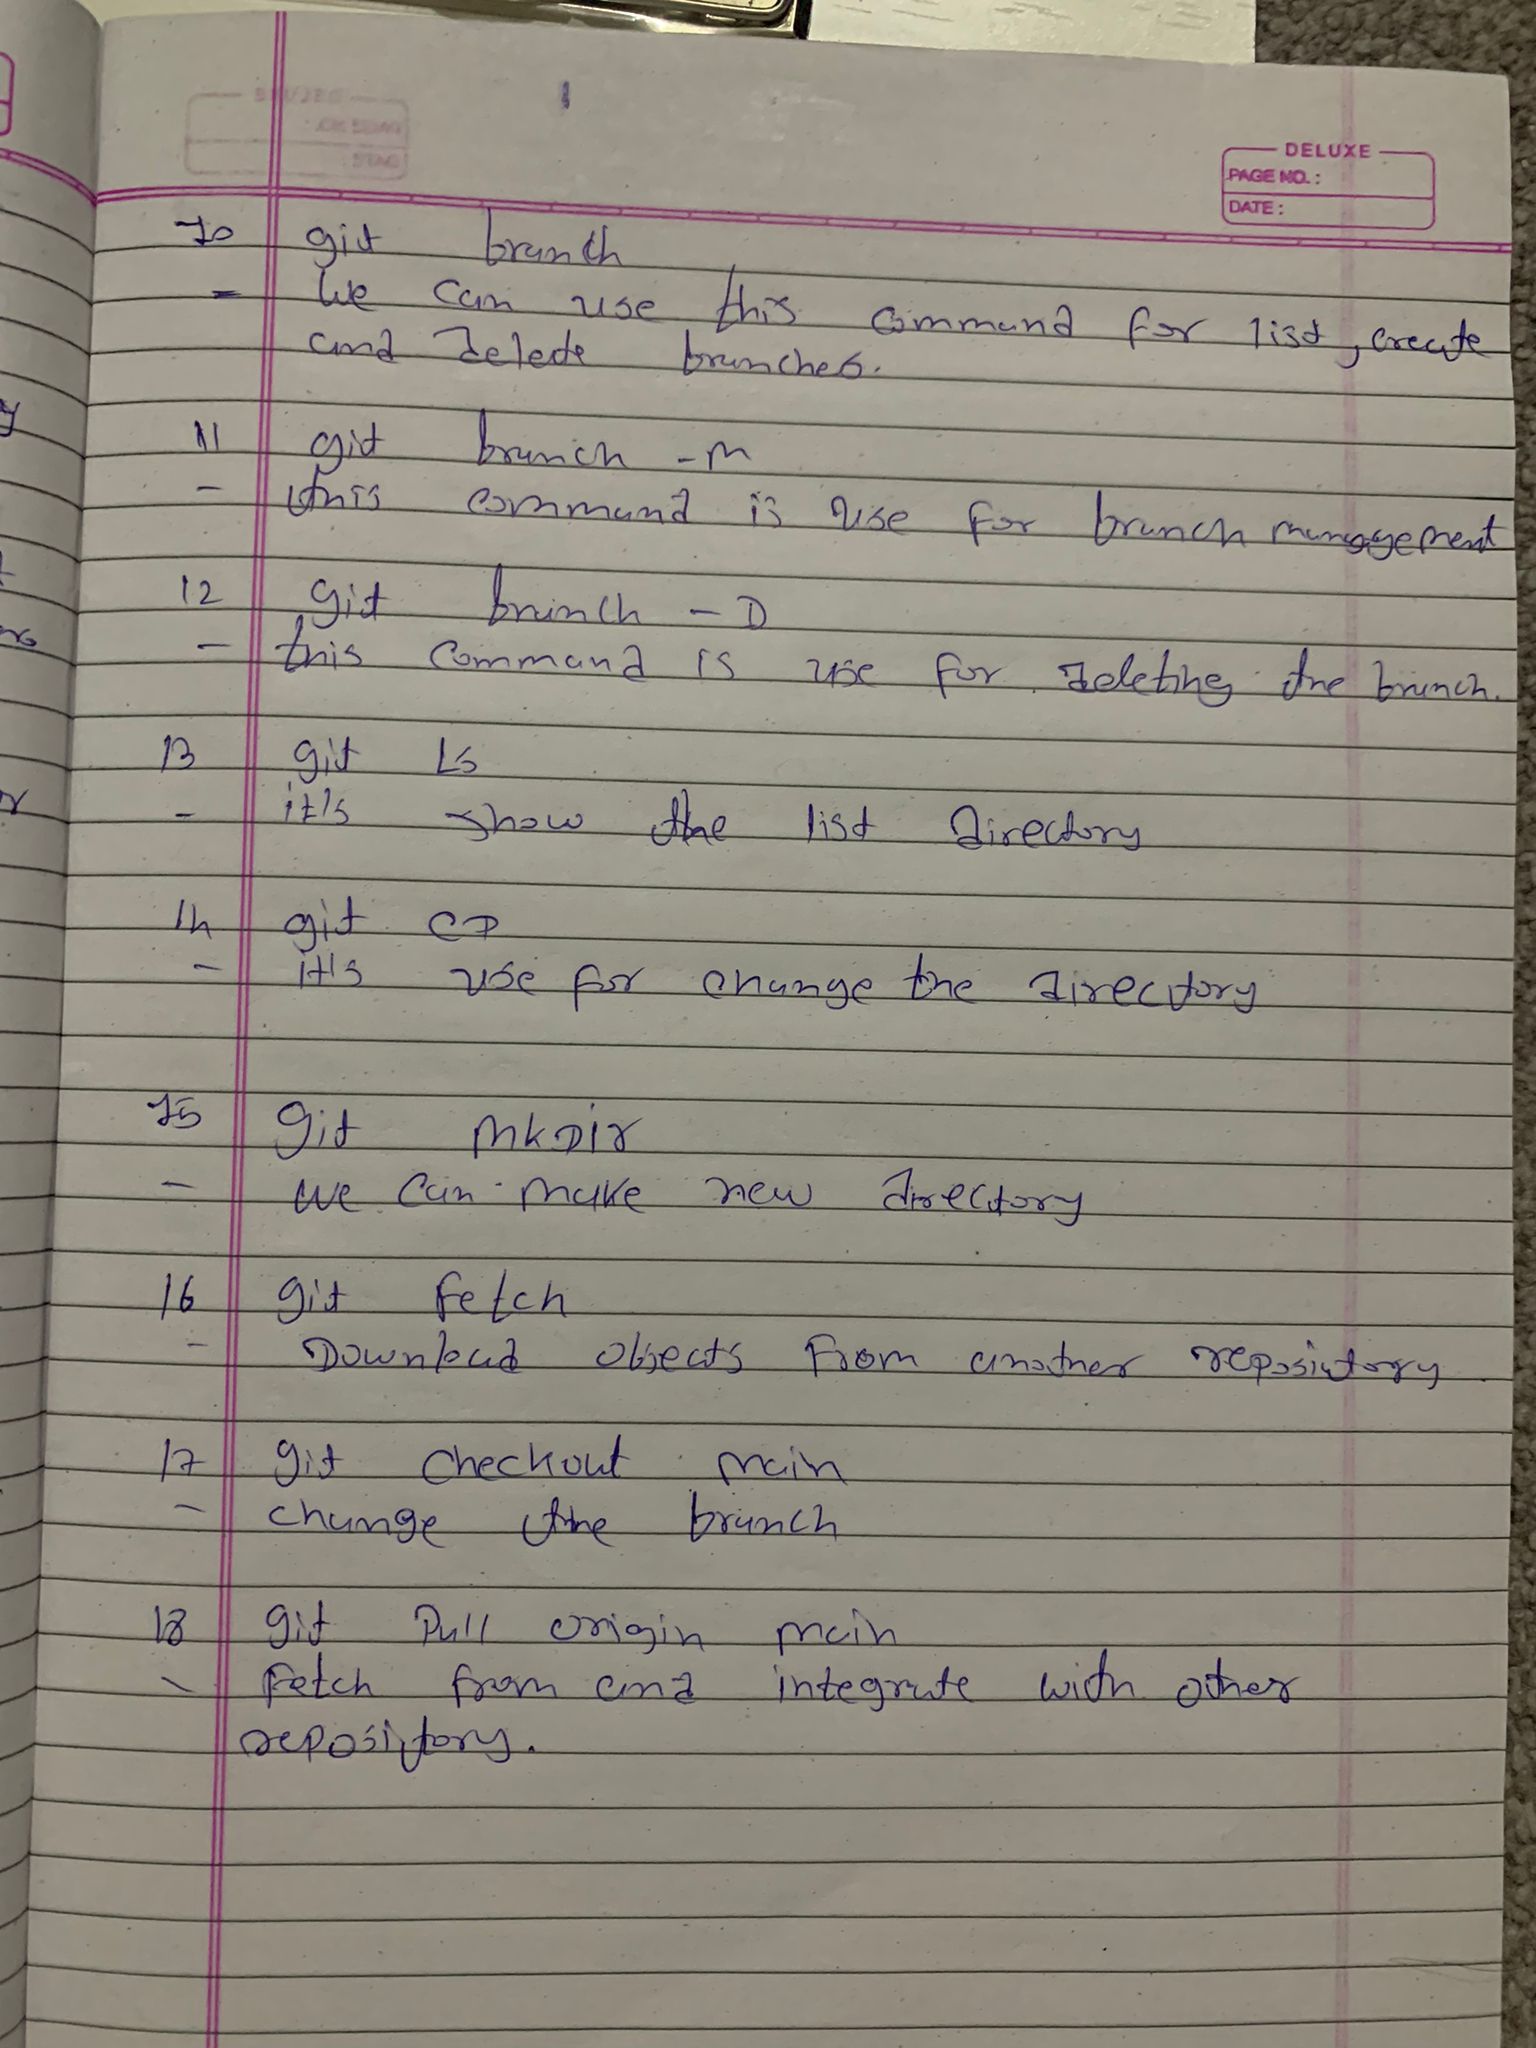 DELUXE
PAGE NO. :
DATE :
10 git branch
- We can use this command for list, create
and delete branches.
11 git branch -m
- this command is use for branch management
12 git branch - D
- this command is use for deleting the branch.
13 git Ls
- it's show the list directory
14 git CD
- it's use for change the directory
15 git mkDIr
- we can make new directory
16 git fetch
- Download objects from another repository.
17 git checkout main
- change the branch
18 git Pull origin main
- Fetch from and integrate with other
repository.